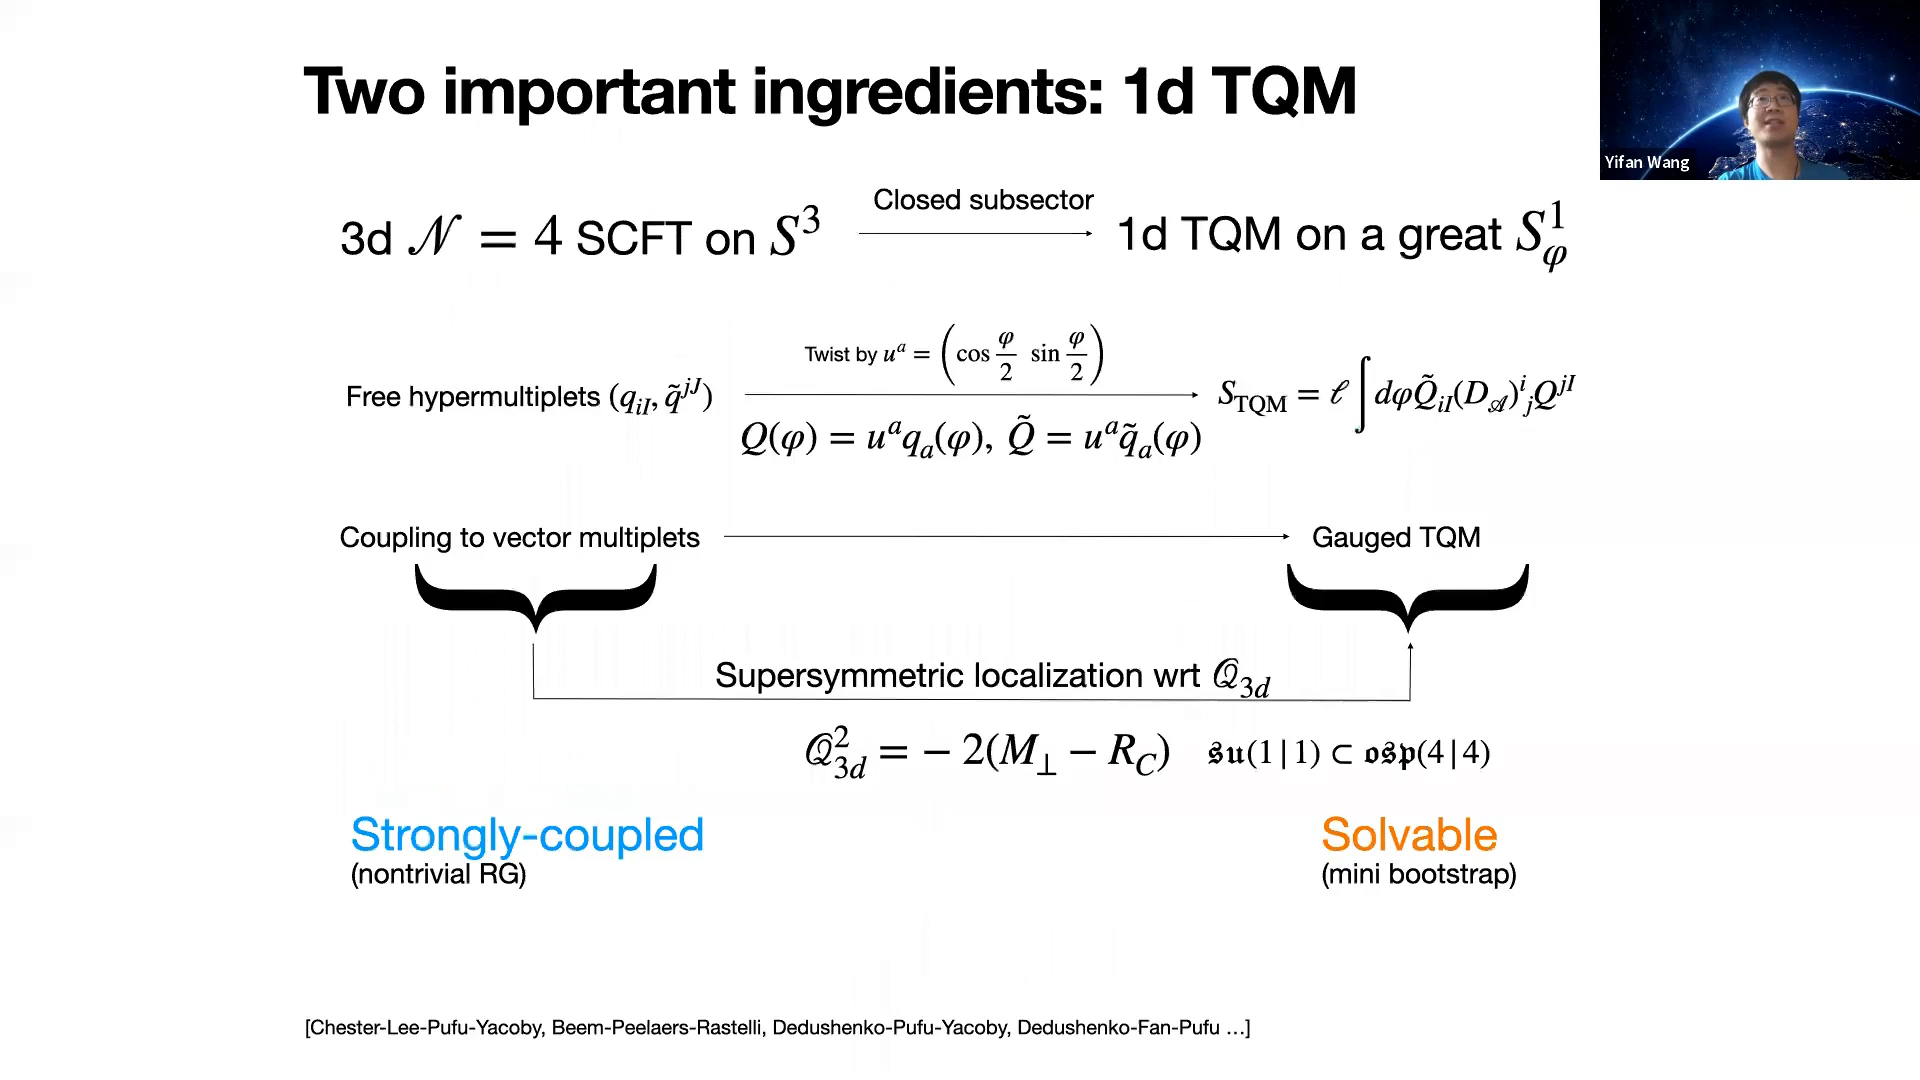 Two important ingredients: 1d TQM
Yifan Wang
Closed subsector
3d 𝒩 = 4 SCFT on S³
1d TQM on a great S¹_φ
Twist by uᵃ = (cos φ/2 sin φ/2)
Free hypermultiplets (q_{iI}, q̃^{jJ})
S_TQM = ℓ ∫ dφ Q̃_{iI}(D_𝒜)^i_j Q^{jI}
Q(φ) = uᵃq_a(φ), Q̃ = uᵃq̃_a(φ)
Coupling to vector multiplets
Gauged TQM
Supersymmetric localization wrt 𝒬_{3d}
𝒬²_{3d} = − 2(M_⊥ − R_C) 𝔰𝔲(1|1) ⊂ 𝔬𝔰𝔭(4|4)
Strongly-coupled
Solvable
(nontrivial RG)
(mini bootstrap)
[Chester-Lee-Pufu-Yacoby, Beem-Peelaers-Rastelli, Dedushenko-Pufu-Yacoby, Dedushenko-Fan-Pufu …]